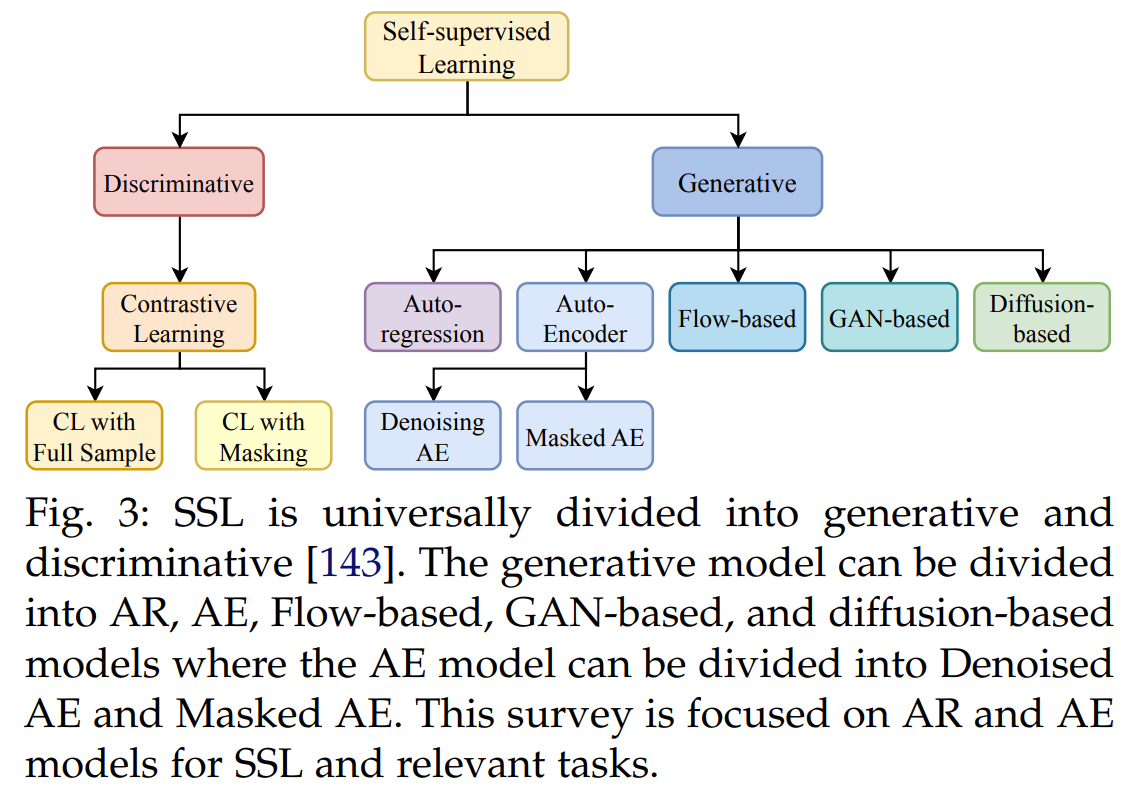 Self-supervised
Learning
Discriminative
Generative
Contrastive
Learning
Auto-
regression
Auto-
Encoder
Flow-based
GAN-based
Diffusion-
based
CL with
Full Sample
CL with
Masking
Denoising
AE
Masked AE
Fig. 3: SSL is universally divided into generative and
discriminative [143]. The generative model can be divided
into AR, AE, Flow-based, GAN-based, and diffusion-based
models where the AE model can be divided into Denoised
AE and Masked AE. This survey is focused on AR and AE
models for SSL and relevant tasks.